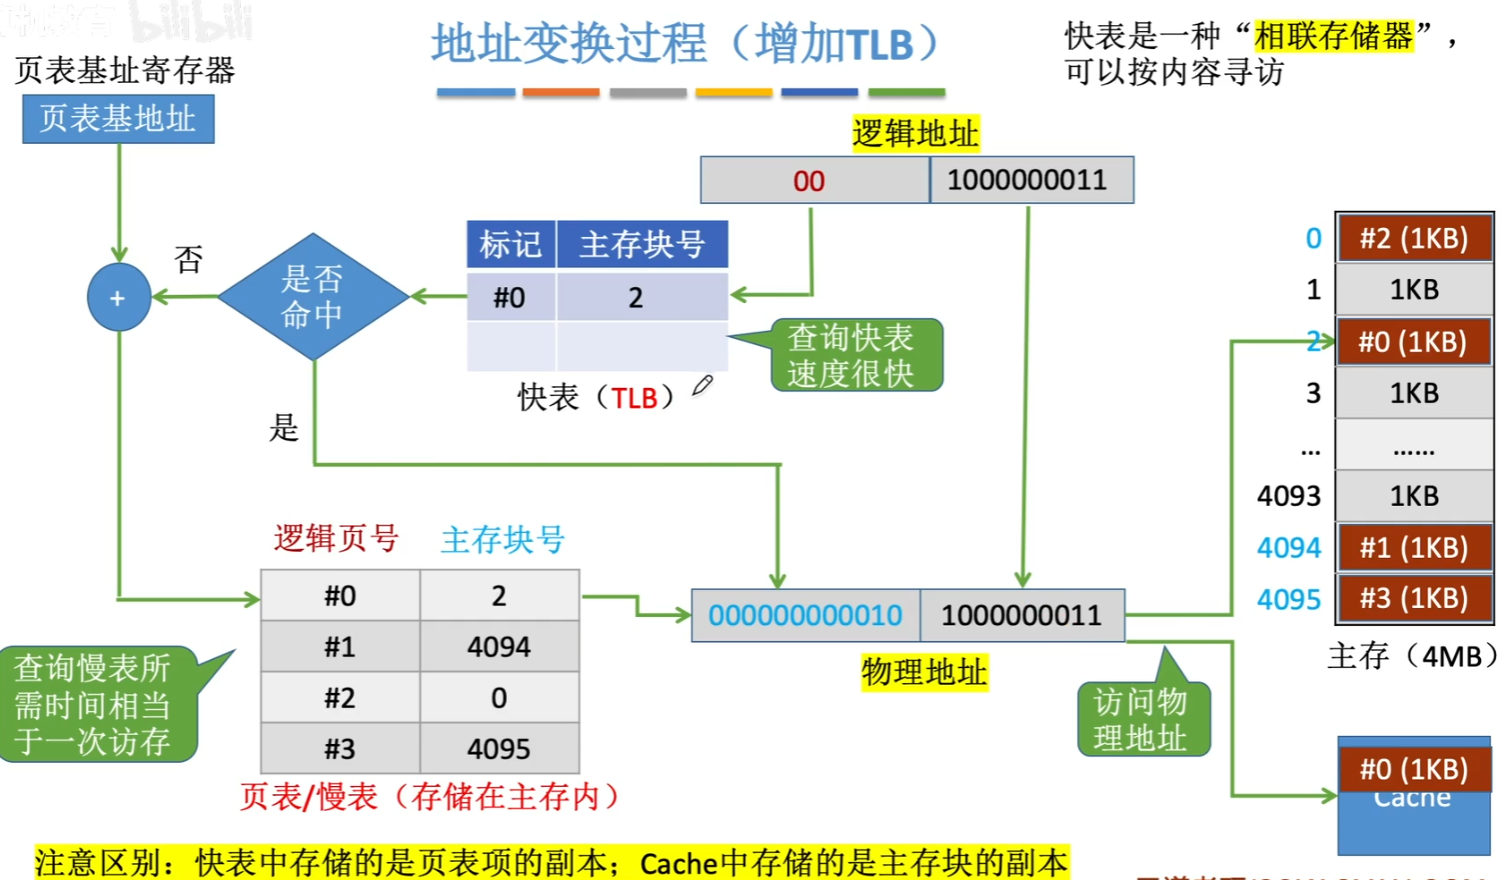 bilibili
地址变换过程（增加TLB）
快表是一种“相联存储器”，
可以按内容寻访
页表基址寄存器
页表基地址
逻辑地址
00 1000000011
标记 主存块号
#0 2
快表（TLB）
查询快表
速度很快
是否
命中
否
是
+
0 #2 (1KB)
1 1KB
2 #0 (1KB)
3 1KB
... ......
4093 1KB
4094 #1 (1KB)
4095 #3 (1KB)
主存（4MB）
逻辑页号 主存块号
#0 2
#1 4094
#2 0
#3 4095
页表/慢表（存储在主存内）
查询慢表所
需时间相当
于一次访存
000000000010 1000000011
物理地址
访问物
理地址
#0 (1KB)
Cache
注意区别：快表中存储的是页表项的副本；Cache中存储的是主存块的副本